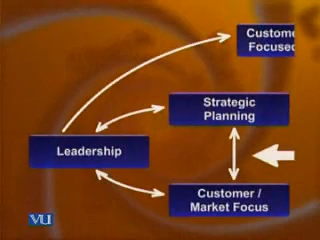 Custome
Focused
Strategic
Planning
Leadership
Customer /
Market Focus
VU